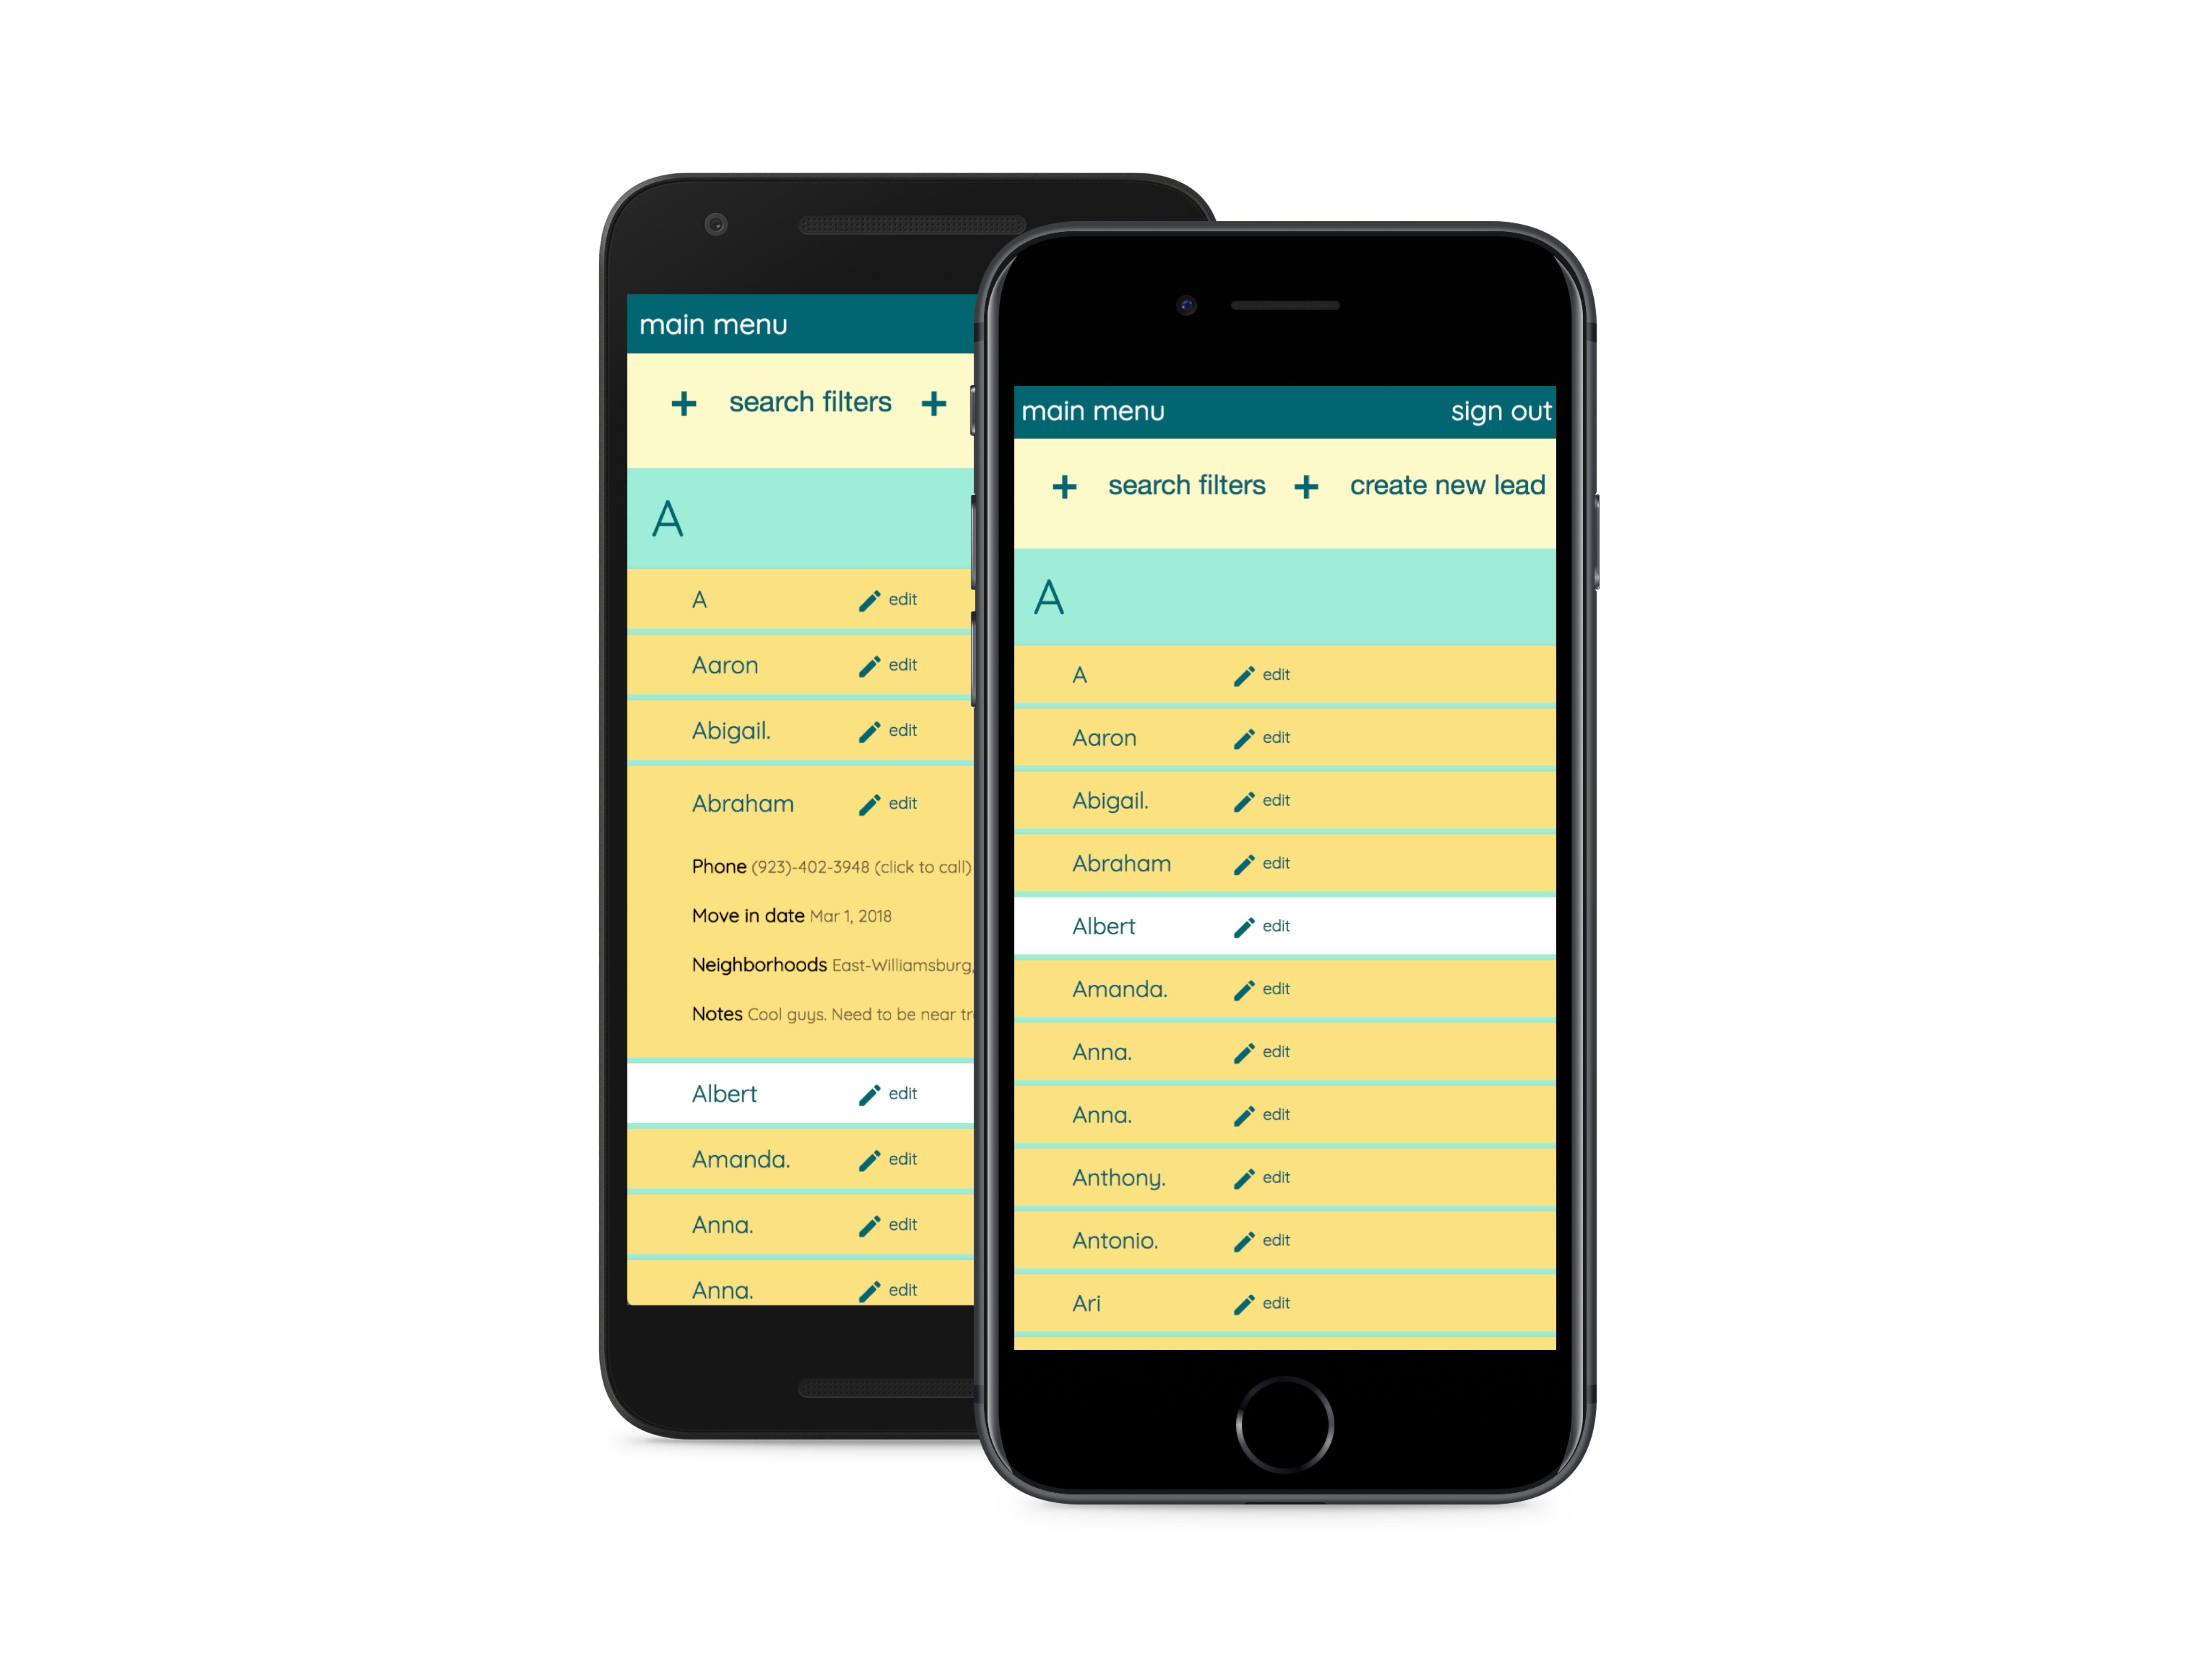 main menu
+ search filters +
A
A edit
Aaron edit
Abigail. edit
Abraham edit
Phone (923)-402-3948 (click to call)
Move in date Mar 1, 2018
Neighborhoods East-Williamsburg,
Notes Cool guys. Need to be near
Albert edit
Amanda. edit
Anna. edit
Anna. edit
main menu sign out
+ search filters + create new lead
A
A edit
Aaron edit
Abigail. edit
Abraham edit
Albert edit
Amanda. edit
Anna. edit
Anna. edit
Anthony. edit
Antonio. edit
Ari edit